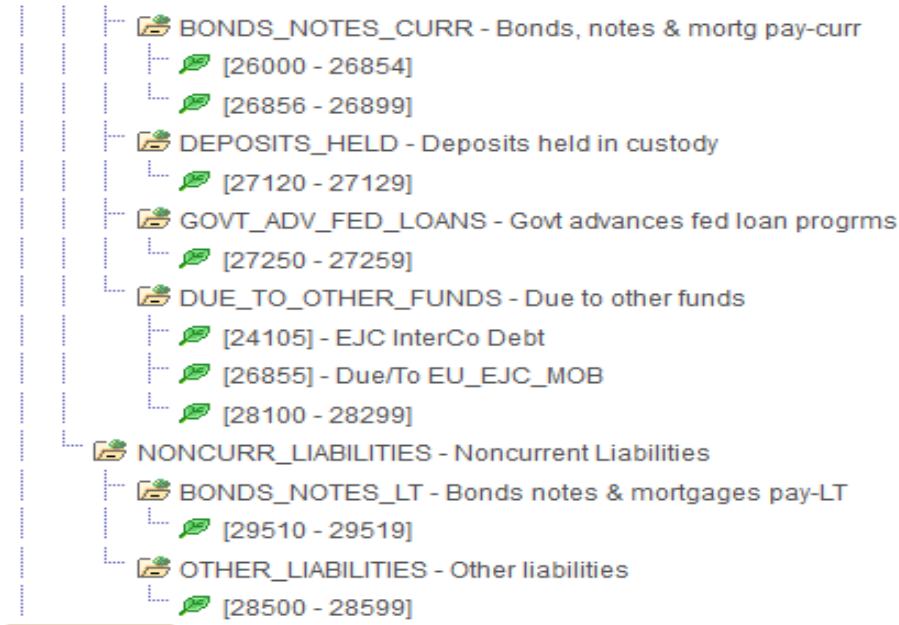 BONDS_NOTES_CURR - Bonds, notes & mortg pay-curr
[26000 - 26854]
[26856 - 26899]
DEPOSITS_HELD - Deposits held in custody
[27120 - 27129]
GOVT_ADV_FED_LOANS - Govt advances fed loan progrms
[27250 - 27259]
DUE_TO_OTHER_FUNDS - Due to other funds
[24105] - EJC InterCo Debt
[26855] - Due/To EU_EJC_MOB
[28100 - 28299]
NONCURR_LIABILITIES - Noncurrent Liabilities
BONDS_NOTES_LT - Bonds notes & mortgages pay-LT
[29510 - 29519]
OTHER_LIABILITIES - Other liabilities
[28500 - 28599]